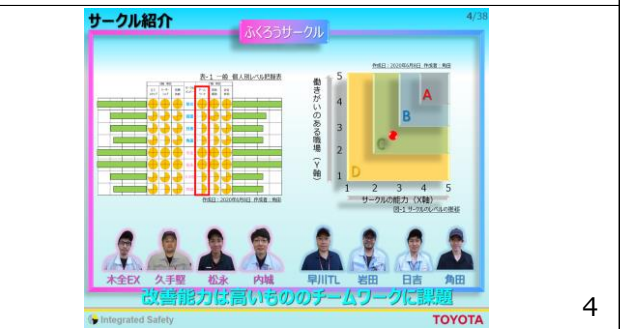 サークル紹介
4/38
ふくろうサークル
表-1 一般 個人別レベル把握表
作成日:2020年6月8日 作成者:梅田
作成日:2020年6月8日 作成者:梅田
働きがいのある職場(Y軸)
5
4
3
2
1
A
B
C
D
1 2 3 4 5
サークルの能力(X軸)
図-1 サークルのレベルの推移
木全EX 久手堅 松永 内城 早川TL 岩田 日吉 角田
改善能力は高いもののチームワークに課題
Integrated Safety
TOYOTA
4